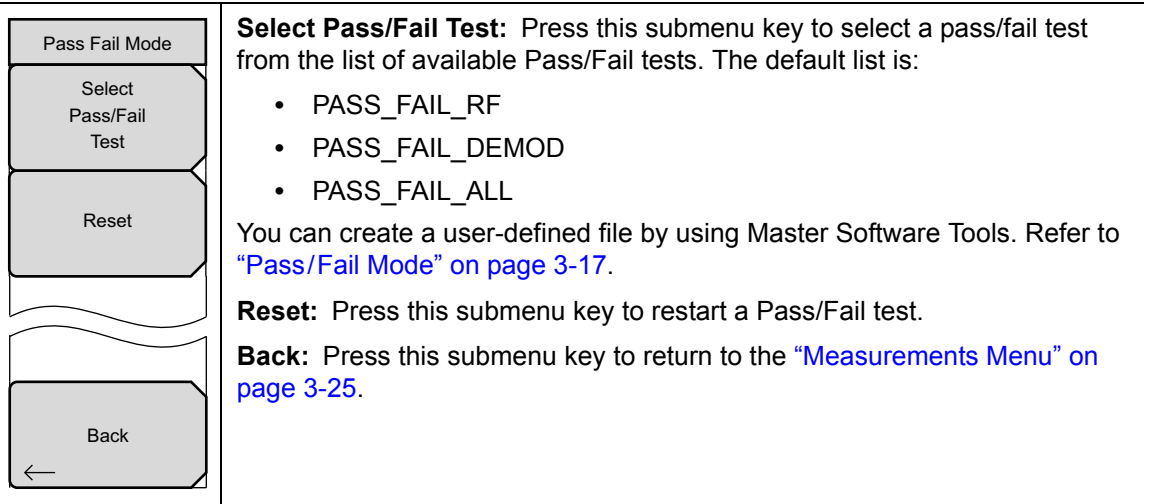 Pass Fail Mode
Select
Pass/Fail
Test
Reset
Back
Select Pass/Fail Test: Press this submenu key to select a pass/fail test
from the list of available Pass/Fail tests. The default list is:
• PASS_FAIL_RF
• PASS_FAIL_DEMOD
• PASS_FAIL_ALL
You can create a user-defined file by using Master Software Tools. Refer to
“Pass/Fail Mode” on page 3-17.
Reset: Press this submenu key to restart a Pass/Fail test.
Back: Press this submenu key to return to the “Measurements Menu” on
page 3-25.